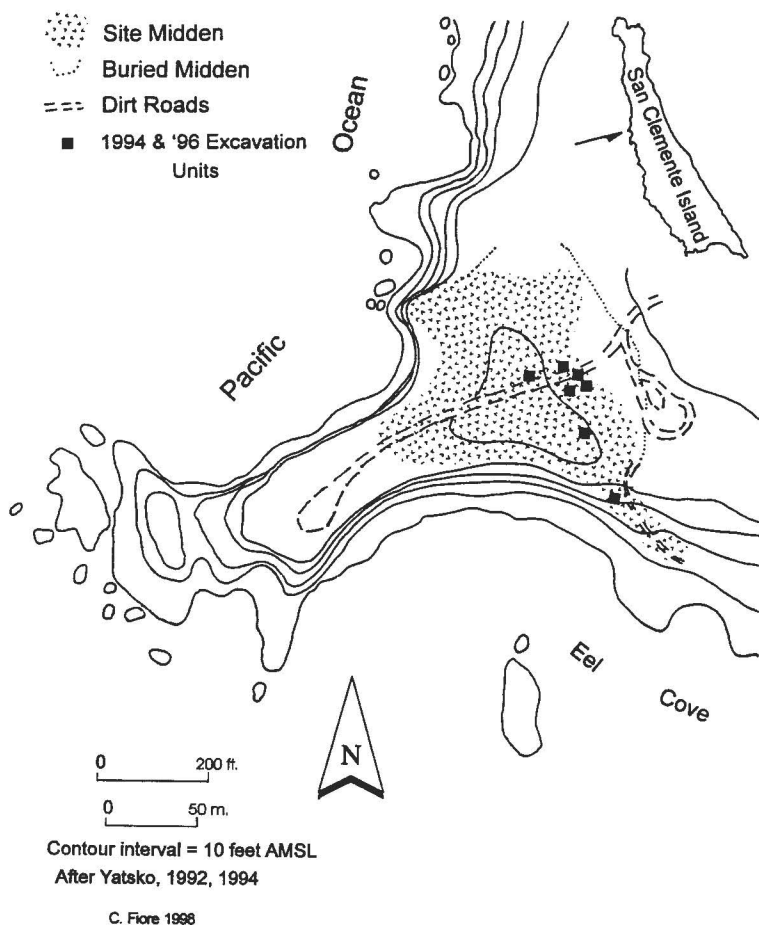 Site Midden
Buried Midden
Dirt Roads
1994 & '96 Excavation
Units
Pacific
Ocean
San Clemente Island
Eel
Cove
N
0 200 ft.
0 50 m.
Contour interval = 10 feet AMSL
After Yatsko, 1992, 1994
C. Fiore 1998